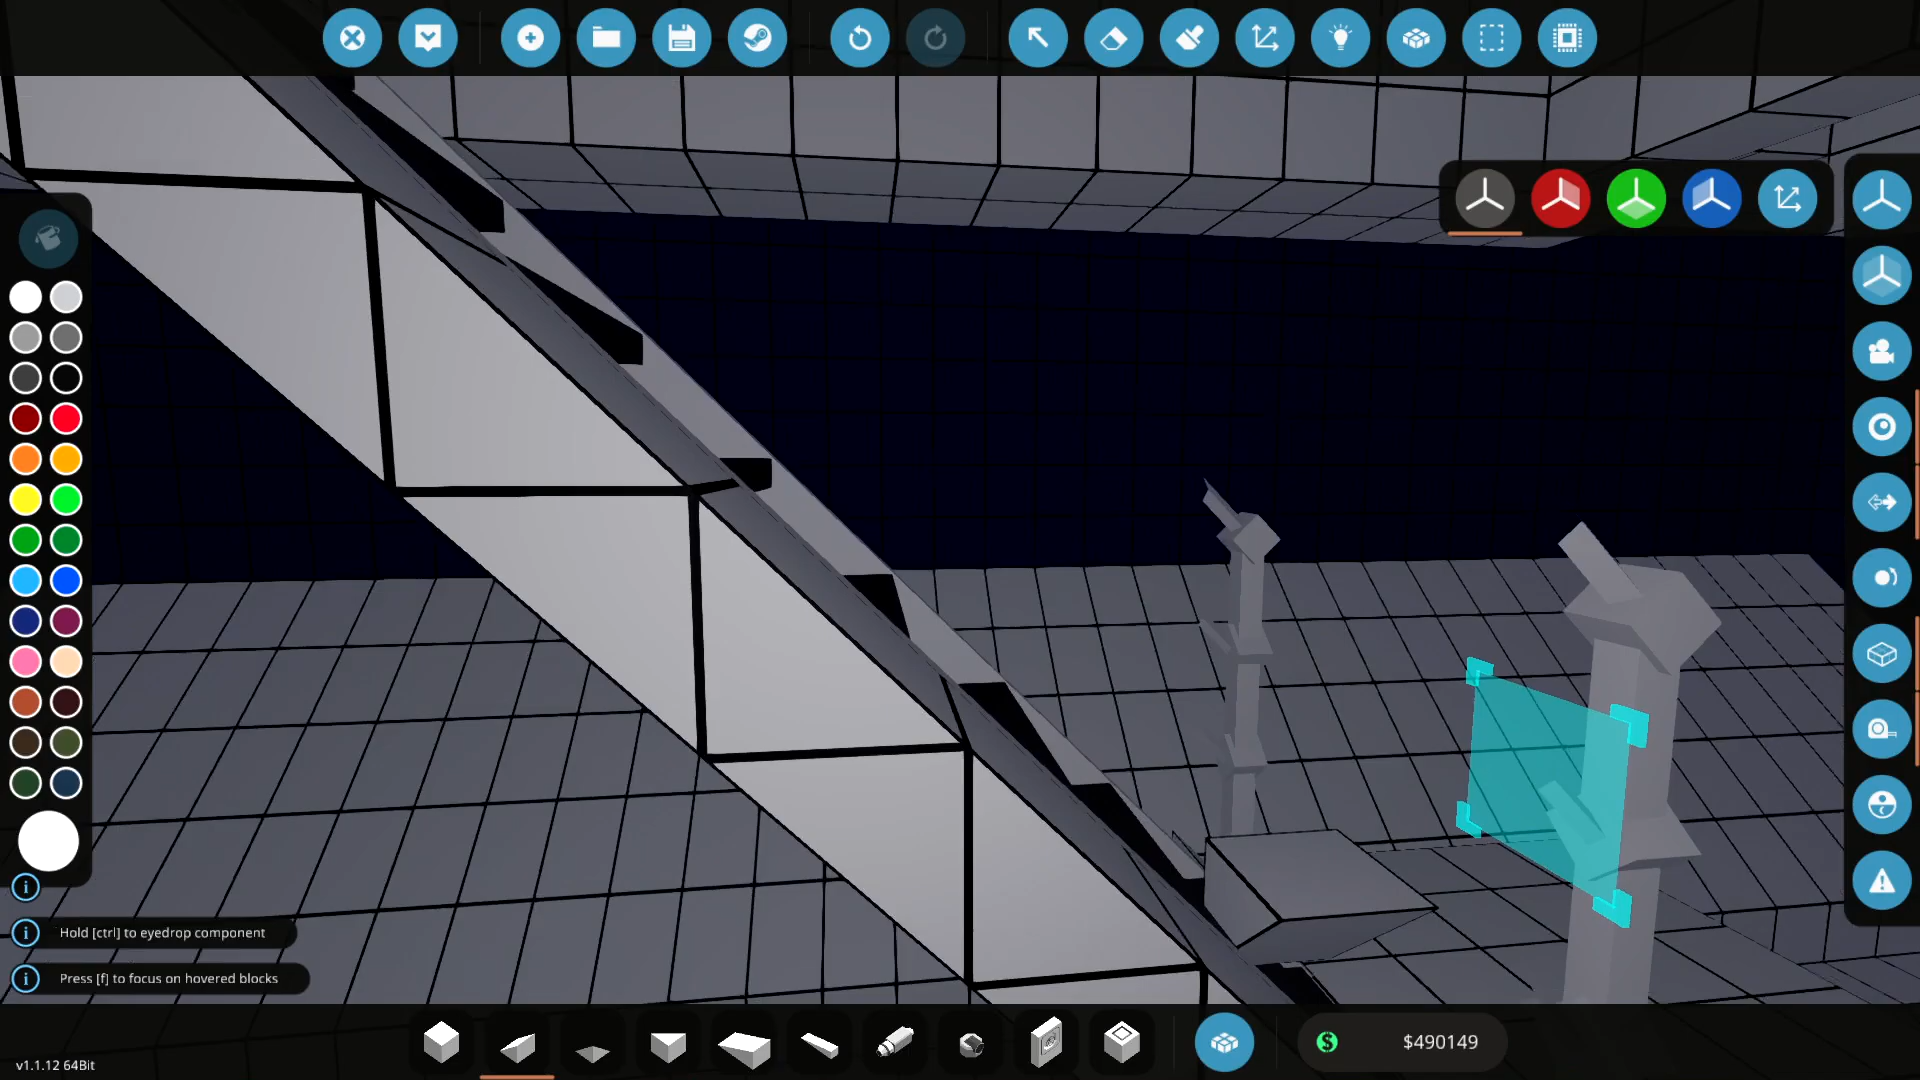 Hold [ctrl] to eyedrop component
Press [f] to focus on hovered blocks
$490149
v1.1.12 64Bit